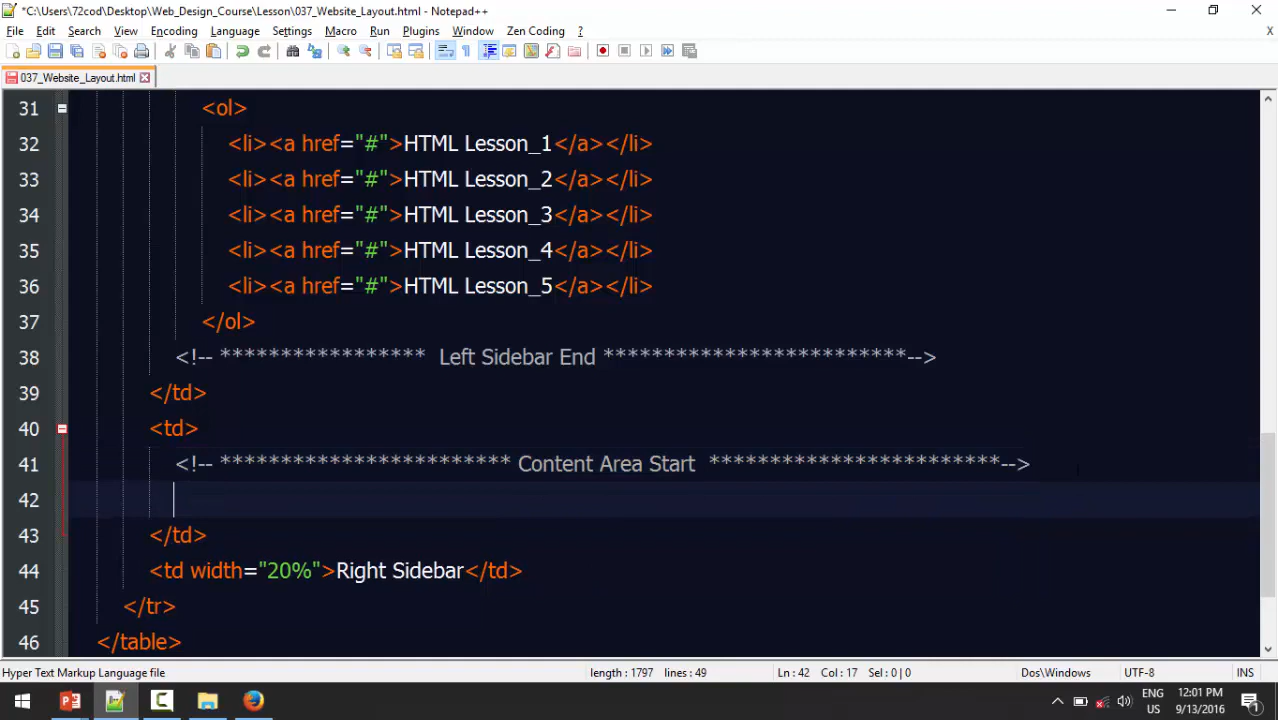 *C:\Users\72cod\Desktop\Web_Design_Course\Lesson\037_Website_Layout.html - Notepad++
File Edit Search View Encoding Language Settings Macro Run Plugins Window Zen Coding ? X
037_Website_Layout.html
31 <ol>
32 <li><a href="#">HTML Lesson_1</a></li>
33 <li><a href="#">HTML Lesson_2</a></li>
34 <li><a href="#">HTML Lesson_3</a></li>
35 <li><a href="#">HTML Lesson_4</a></li>
36 <li><a href="#">HTML Lesson_5</a></li>
37 </ol>
38 <!-- ***************** Left Sidebar End *************************-->
39 </td>
40 <td>
41 <!-- ************************ Content Area Start ************************-->
42
43 </td>
44 <td width="20%">Right Sidebar</td>
45 </tr>
46 </table>
Hyper Text Markup Language file length : 1797 lines : 49 Ln : 42 Col : 17 Sel : 0 | 0 Dos\Windows UTF-8 INS
ENG 12:01 PM
US 9/13/2016